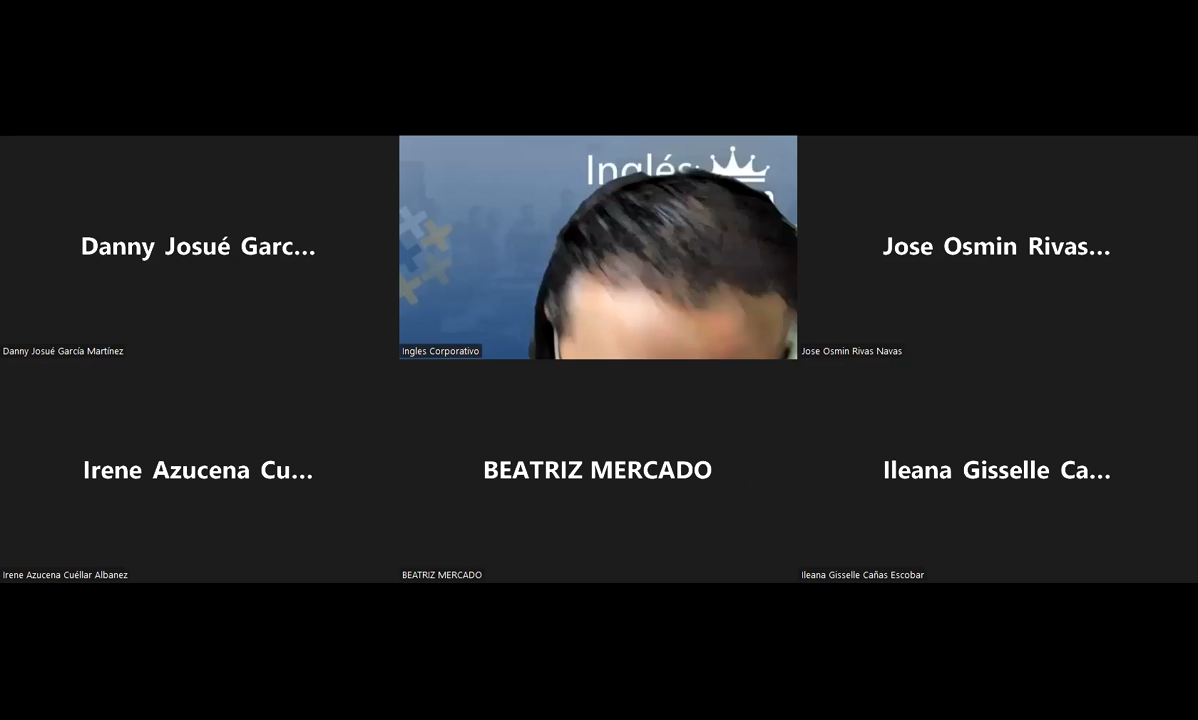 Danny Josué Garc...
Danny Josué García Martínez
Inglés
Ingles Corporativo
Jose Osmin Rivas...
Jose Osmin Rivas Navas
Irene Azucena Cu...
Irene Azucena Cuéllar Albanez
BEATRIZ MERCADO
BEATRIZ MERCADO
Ileana Gisselle Ca...
Ileana Gisselle Cañas Escobar